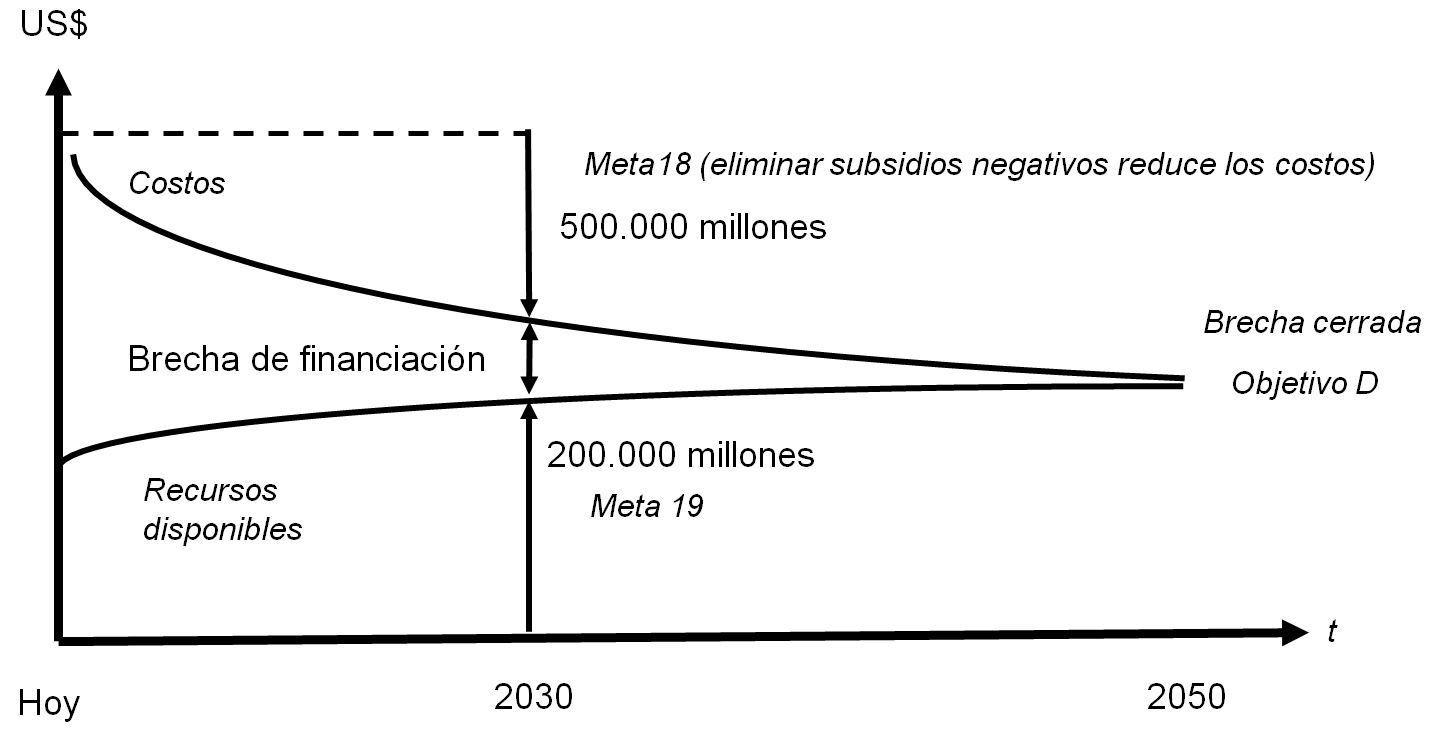 US$
Meta18 (eliminar subsidios negativos reduce los costos)
Costos
500.000 millones
Brecha cerrada
Brecha de financiación
Objetivo D
200.000 millones
Recursos
disponibles
Meta 19
t
Hoy
2030
2050